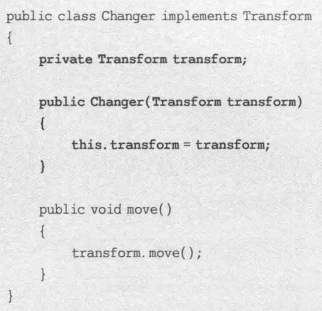 public class Changer implements Transform
{
    private Transform transform;

    public Changer(Transform transform)
    {
        this.transform = transform;
    }

    public void move()
    {
        transform.move();
    }
}